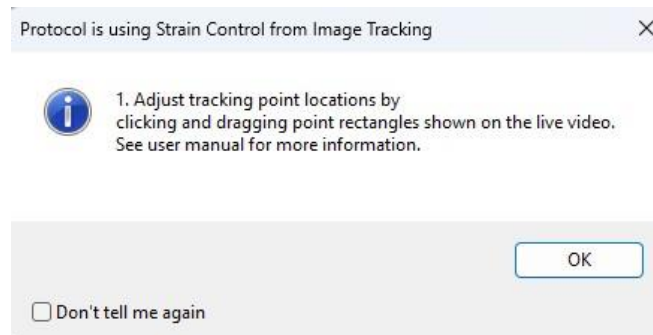 Protocol is using Strain Control from Image Tracking
1. Adjust tracking point locations by
clicking and dragging point rectangles shown on the live video.
See user manual for more information.
OK
Don't tell me again